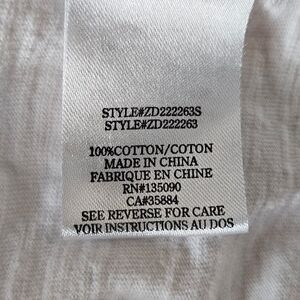 STYLE#ZD222263S
STYLE#ZD222263
100%COTTON/COTON
MADE IN CHINA
FABRIQUE EN CHINE
RN#135090
CA#35884
SEE REVERSE FOR CARE
VOIR INSTRUCTIONS AU DOS